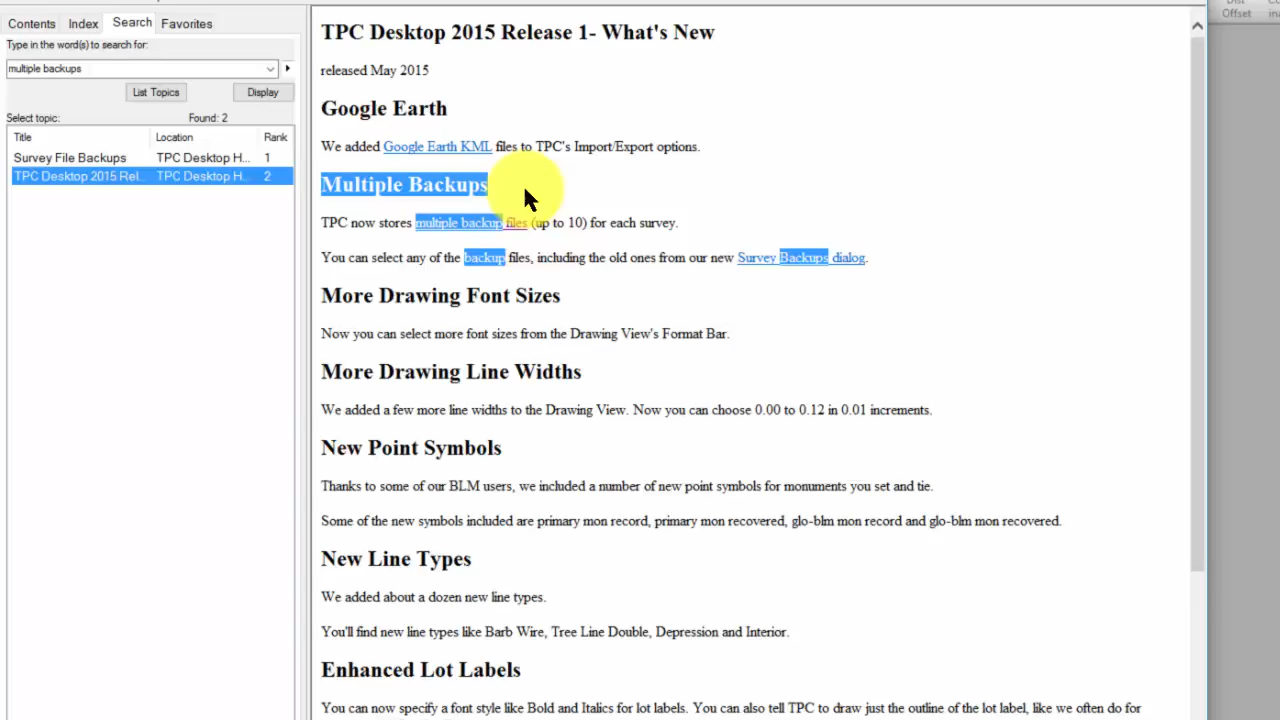 Contents Index Search Favorites
Type in the word(s) to search for:
multiple backups
List Topics Display
Select topic: Found: 2
Title Location Rank
Survey File Backups TPC Desktop H... 1
TPC Desktop 2015 Rel... TPC Desktop H... 2
TPC Desktop 2015 Release 1- What's New
released May 2015
Google Earth
We added Google Earth KML files to TPC's Import/Export options.
Multiple Backups
TPC now stores multiple backup files (up to 10) for each survey.
You can select any of the backup files, including the old ones from our new Survey Backups dialog.
More Drawing Font Sizes
Now you can select more font sizes from the Drawing View's Format Bar.
More Drawing Line Widths
We added a few more line widths to the Drawing View. Now you can choose 0.00 to 0.12 in 0.01 increments.
New Point Symbols
Thanks to some of our BLM users, we included a number of new point symbols for monuments you set and tie.
Some of the new symbols included are primary mon record, primary mon recovered, glo-blm mon record and glo-blm mon recovered.
New Line Types
We added about a dozen new line types.
You'll find new line types like Barb Wire, Tree Line Double, Depression and Interior.
Enhanced Lot Labels
You can now specify a font style like Bold and Italics for lot labels. You can also tell TPC to draw just the outline of the lot label, like we often do for
Offset